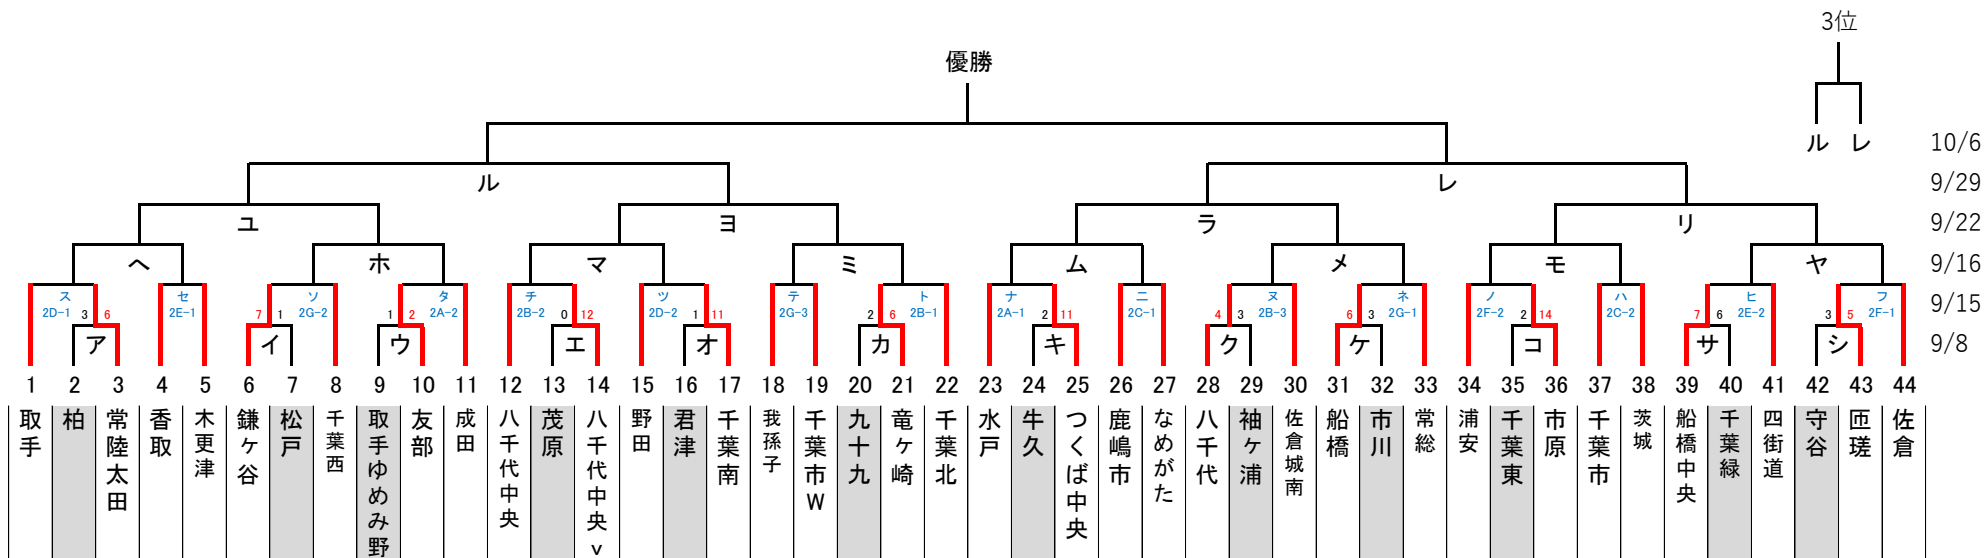 3位
優勝
ル レ 10/6
ル レ 9/29
ユ ヨ ラ リ 9/22
ヘ ホ マ ミ ム メ モ ヤ 9/16
ス セ ソ タ チ ツ テ ト ナ ニ ヌ ネ ノ ハ ヒ フ 9/15
2D-1 2E-1 2G-2 2A-2 2B-2 2D-2 2G-3 2B-1 2A-1 2C-1 2B-3 2G-1 2F-2 2C-2 2E-2 2F-1
3 6 7 1 1 2 0 12 1 11 2 6 2 11 4 3 6 3 2 14 7 6 3 5
ア イ ウ エ オ カ キ ク ケ コ サ シ 9/8
1 2 3 4 5 6 7 8 9 10 11 12 13 14 15 16 17 18 19 20 21 22 23 24 25 26 27 28 29 30 31 32 33 34 35 36 37 38 39 40 41 42 43 44
取手
柏
常陸太田
香取
木更津
鎌ヶ谷
松戸
千葉西
取手ゆめみ野
友部
成田
八千代中央
茂原
八千代中央v
野田
君津
千葉南
我孫子
千葉市W
九十九
竜ヶ崎
千葉北
水戸
牛久
つくば中央
鹿嶋市
なめがた
八千代
袖ヶ浦
佐倉城南
船橋
市川
常総
浦安
千葉東
市原
千葉市
茨城
船橋中央
千葉緑
四街道
守谷
匝瑳
佐倉